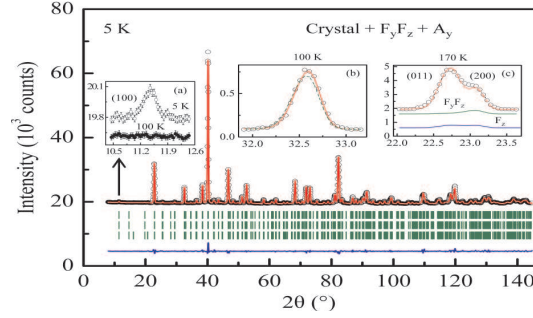 5 K
Crystal + FyFz + Ay
80
60
40
20
0
Intensity (10³ counts)
20.1
19.8
(100)
(a)
5 K
100 K
10.5 11.2 11.9 12.6
100 K
(b)
0.8
0.0
32.0 32.5 33.0
170 K
(c)
(011)
(200)
FyFz
Fz
5
4
3
2
1
0
22.0 22.5 23.0 23.5
0 20 40 60 80 100 120 140
2θ (°)